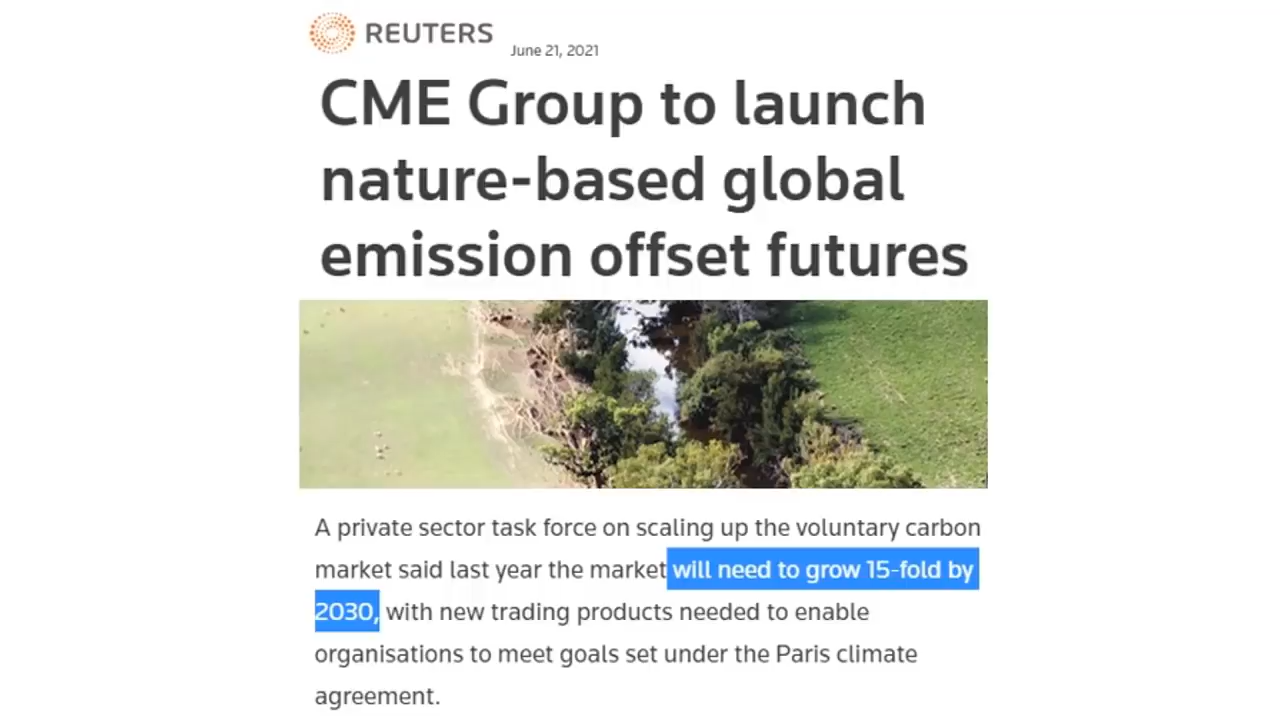 REUTERS
June 21, 2021
CME Group to launch
nature-based global
emission offset futures
A private sector task force on scaling up the voluntary carbon
market said last year the market will need to grow 15-fold by
2030, with new trading products needed to enable
organisations to meet goals set under the Paris climate
agreement.